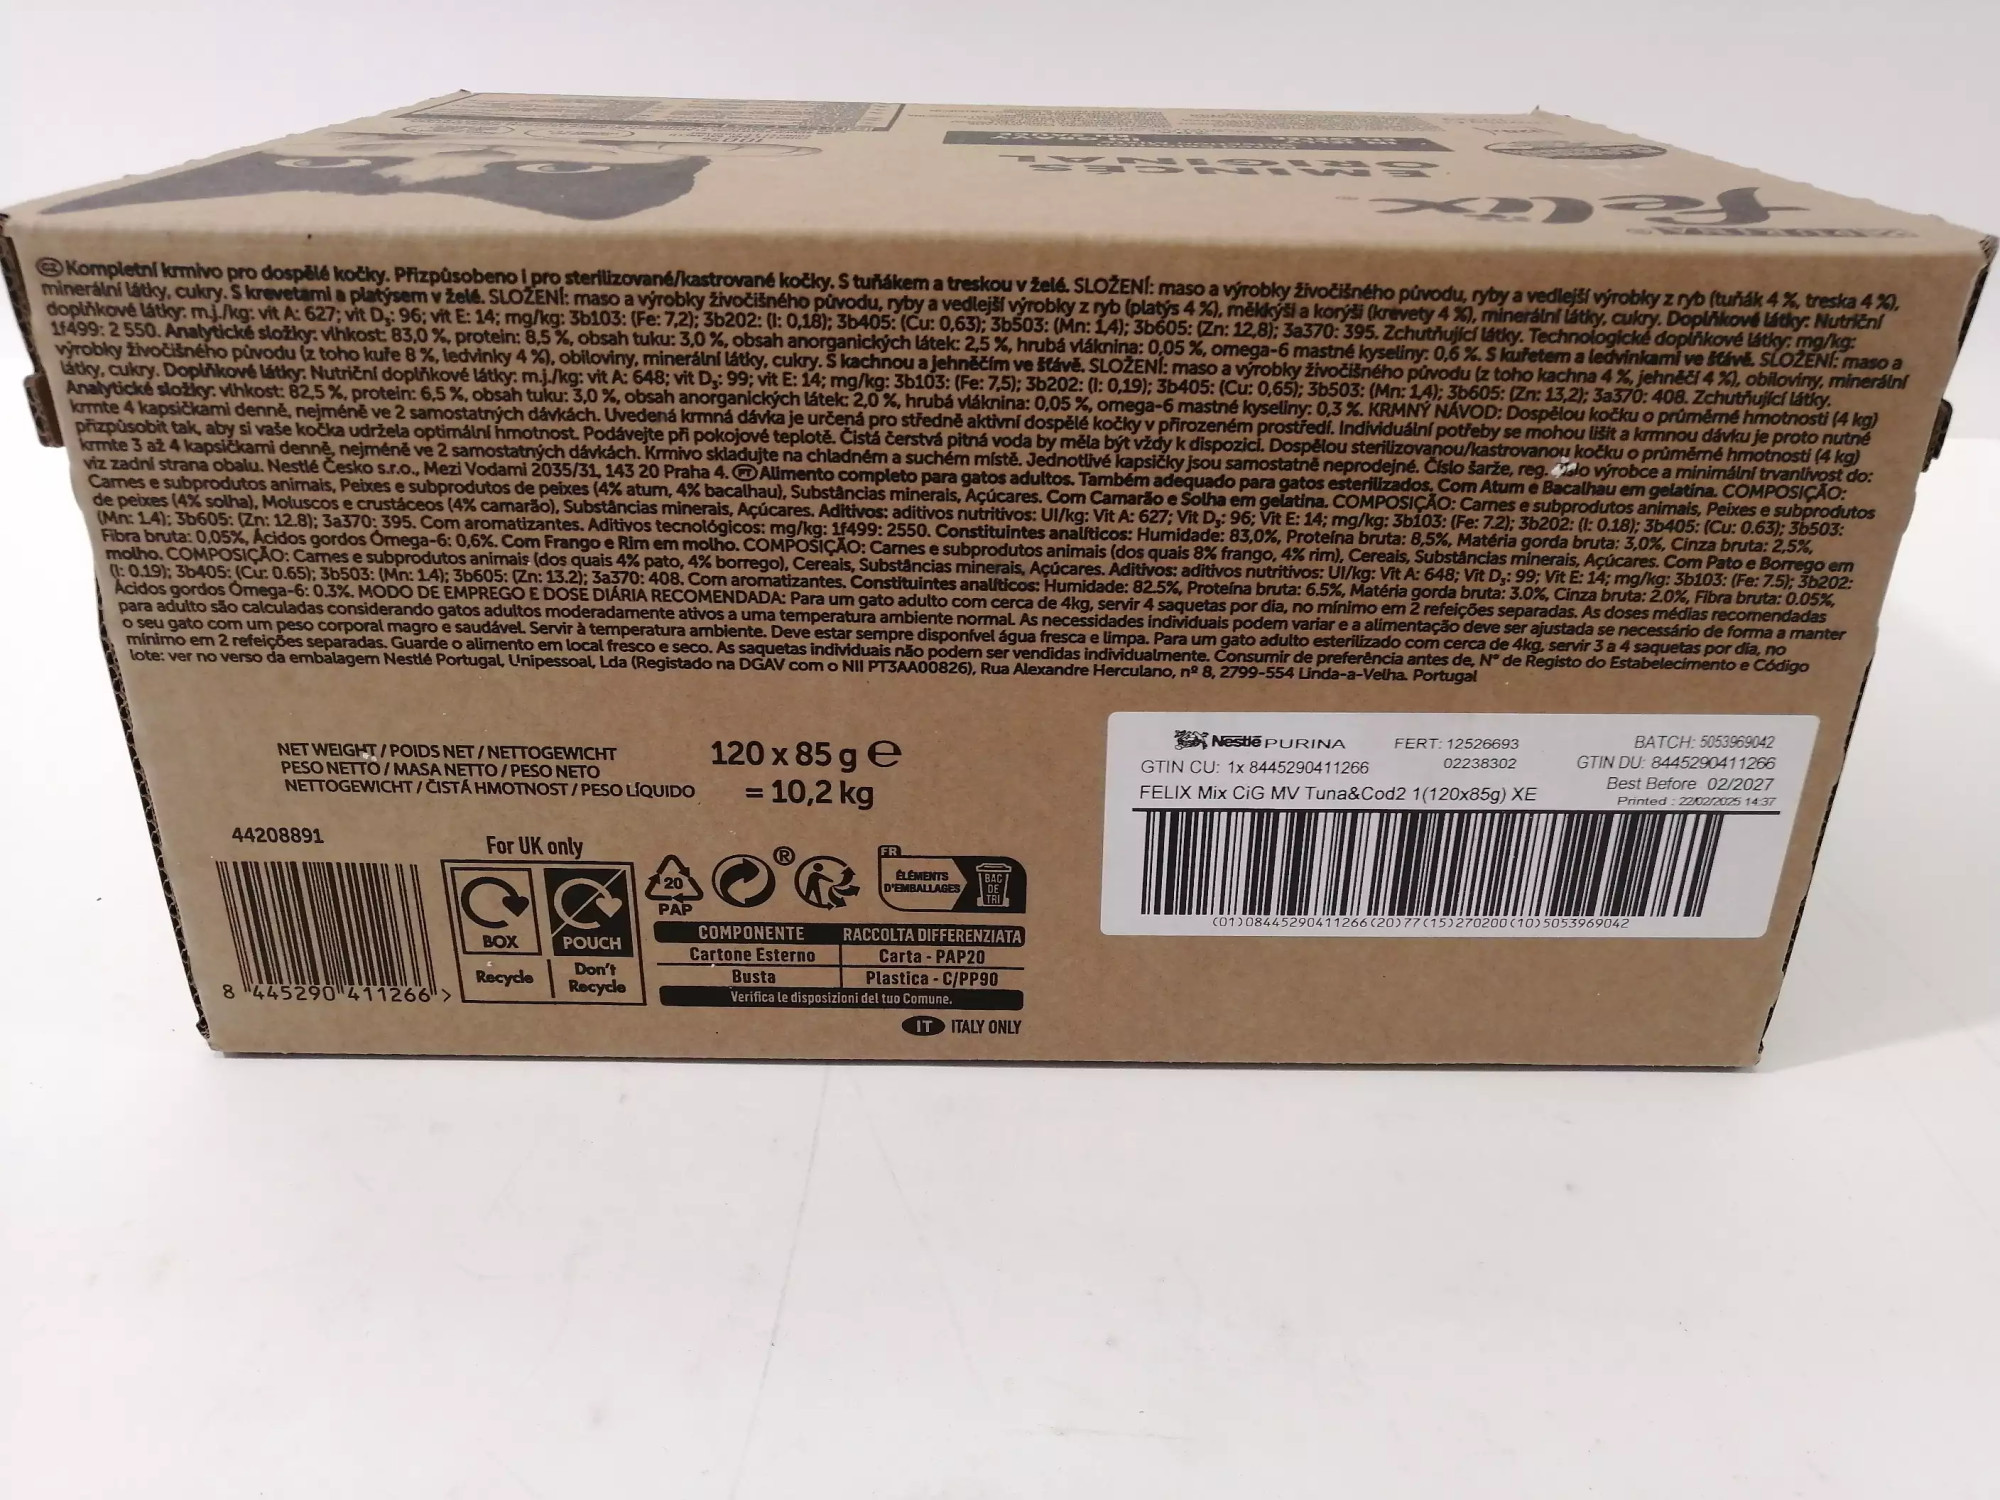 PURINA
felix
ORIGINAL
EMINCÉS
CZ Kompletní krmivo pro dospělé kočky. Přizpůsobeno i pro sterilizované/kastrované kočky. S tuňákem a treskou v želé. SLOŽENÍ: maso a výrobky živočišného původu, ryby a vedlejší výrobky z ryb (tuňák 4 %, treska 4 %),
minerální látky, cukry. S krevetami a platýsem v želé. SLOŽENÍ: maso a výrobky živočišného původu, ryby a vedlejší výrobky z ryb (platýs 4 %), měkkýši a korýši (krevety 4 %), minerální látky, cukry. Doplňkové látky: Nutriční
doplňkové látky: m.j./kg: vit A: 627; vit D₃: 96; vit E: 14; mg/kg: 3b103: (Fe: 7,2); 3b202: (I: 0,18); 3b405: (Cu: 0,63); 3b503: (Mn: 1,4); 3b605: (Zn: 12,8); 3a370: 395. Zchutňující látky. Technologické doplňkové látky: mg/kg:
1f499: 2 550. Analytické složky: vlhkost: 83,0 %, protein: 8,5 %, obsah tuku: 3,0 %, obsah anorganických látek: 2,5 %, hrubá vláknina: 0,05 %, omega-6 mastné kyseliny: 0,6 %. S kuřetem a ledvinkami ve šťávě. SLOŽENÍ: maso a
výrobky živočišného původu (z toho kuře 8 %, ledvinky 4 %), obiloviny, minerální látky, cukry. S kachnou a jehněčím ve šťávě. SLOŽENÍ: maso a výrobky živočišného původu (z toho kachna 4 %, jehněčí 4 %), obiloviny, minerální
látky, cukry. Doplňkové látky: Nutriční doplňkové látky: m.j./kg: vit A: 648; vit D₃: 99; vit E: 14; mg/kg: 3b103: (Fe: 7,5); 3b202: (I: 0,19); 3b405: (Cu: 0,65); 3b503: (Mn: 1,4); 3b605: (Zn: 13,2); 3a370: 408. Zchutňující látky.
Analytické složky: vlhkost: 82,5 %, protein: 6,5 %, obsah tuku: 3,0 %, obsah anorganických látek: 2,0 %, hrubá vláknina: 0,05 %, omega-6 mastné kyseliny: 0,3 %. KRMNÝ NÁVOD: Dospělou kočku o průměrné hmotnosti (4 kg)
krmte 4 kapsičkami denně, nejméně ve 2 samostatných dávkách. Uvedená krmná dávka je určená pro středně aktivní dospělé kočky v přirozeném prostředí. Individuální potřeby se mohou lišit a krmnou dávku je proto nutné
přizpůsobit tak, aby si vaše kočka udržela optimální hmotnost. Podávejte při pokojové teplotě. Čistá čerstvá pitná voda by měla být vždy k dispozici. Dospělou sterilizovanou/kastrovanou kočku o průměrné hmotnosti (4 kg)
krmte 3 až 4 kapsičkami denně, nejméně ve 2 samostatných dávkách. Krmivo skladujte na chladném a suchém místě. Jednotlivé kapsičky jsou samostatně neprodejné. Číslo šarže, reg. číslo výrobce a minimální trvanlivost do:
viz zadní strana obalu. Nestlé Česko s.r.o., Mezi Vodami 2035/31, 143 20 Praha 4. PT Alimento completo para gatos adultos. Também adequado para gatos esterilizados. Com Atum e Bacalhau em gelatina. COMPOSIÇÃO:
Carnes e subprodutos animais, Peixes e subprodutos de peixes (4% atum, 4% bacalhau), Substâncias minerais, Açúcares. Com Camarão e Solha em gelatina. COMPOSIÇÃO: Carnes e subprodutos animais, Peixes e subprodutos
de peixes (4% solha), Moluscos e crustáceos (4% camarão), Substâncias minerais, Açúcares. Aditivos: aditivos nutritivos: UI/kg: Vit A: 627; Vit D₃: 96; Vit E: 14; mg/kg: 3b103: (Fe: 7.2); 3b202: (I: 0.18); 3b405: (Cu: 0.63); 3b503:
(Mn: 1.4); 3b605: (Zn: 12.8); 3a370: 395. Com aromatizantes. Aditivos tecnológicos: mg/kg: 1f499: 2550. Constituintes analíticos: Humidade: 83,0%, Proteína bruta: 8,5%, Matéria gorda bruta: 3,0%, Cinza bruta: 2,5%,
Fibra bruta: 0,05%, Ácidos gordos Ómega-6: 0,6%. Com Frango e Rim em molho. COMPOSIÇÃO: Carnes e subprodutos animais (dos quais 8% frango, 4% rim), Cereais, Substâncias minerais, Açúcares. Com Pato e Borrego em
molho. COMPOSIÇÃO: Carnes e subprodutos animais (dos quais 4% pato, 4% borrego), Cereais, Substâncias minerais, Açúcares. Aditivos: aditivos nutritivos: UI/kg: Vit A: 648; Vit D₃: 99; Vit E: 14; mg/kg: 3b103: (Fe: 7.5); 3b202:
(I: 0.19); 3b405: (Cu: 0.65); 3b503: (Mn: 1.4); 3b605: (Zn: 13.2); 3a370: 408. Com aromatizantes. Constituintes analíticos: Humidade: 82.5%, Proteína bruta: 6.5%, Matéria gorda bruta: 3.0%, Cinza bruta: 2.0%, Fibra bruta: 0.05%,
Ácidos gordos Ómega-6: 0.3%. MODO DE EMPREGO E DOSE DIÁRIA RECOMENDADA: Para um gato adulto com cerca de 4kg, servir 4 saquetas por dia, no mínimo em 2 refeições separadas. As doses médias recomendadas
para adulto são calculadas considerando gatos adultos moderadamente ativos a uma temperatura ambiente normal. As necessidades individuais podem variar e a alimentação deve ser ajustada se necessário de forma a manter
o seu gato com um peso corporal magro e saudável. Servir à temperatura ambiente. Deve estar sempre disponível água fresca e limpa. Para um gato adulto esterilizado com cerca de 4kg, servir 3 a 4 saquetas por dia, no
mínimo em 2 refeições separadas. Guarde o alimento em local fresco e seco. As saquetas individuais não podem ser vendidas individualmente. Consumir de preferência antes de, N° de Registo do Estabelecimento e Código
lote: ver no verso da embalagem Nestlé Portugal, Unipessoal, Lda (Registado na DGAV com o NII PT3AA00826), Rua Alexandre Herculano, nº 8, 2799-554 Linda-a-Velha. Portugal
NET WEIGHT / POIDS NET / NETTOGEWICHT
PESO NETTO / MASA NETTO / PESO NETO
NETTOGEWICHT / ČISTÁ HMOTNOST / PESO LÍQUIDO
120 x 85 g e
= 10,2 kg
44208891
8 445290 411266 >
For UK only
BOX
Recycle
POUCH
Don't
Recycle
20
PAP
®
FR
ÉLÉMENTS
D'EMBALLAGES
BAC
DE
TRI
COMPONENTE RACCOLTA DIFFERENZIATA
Cartone Esterno Carta - PAP20
Busta Plastica - C/PP90
Verifica le disposizioni del tuo Comune.
IT ITALY ONLY
Nestlé PURINA FERT: 12526693 BATCH: 5053969042
GTIN CU: 1x 8445290411266 02238302 GTIN DU: 8445290411266
FELIX Mix CiG MV Tuna&Cod2 1(120x85g) XE Best Before 02/2027
Printed : 22/02/2025 14:37
(01)08445290411266(20)77(15)270200(10)5053969042